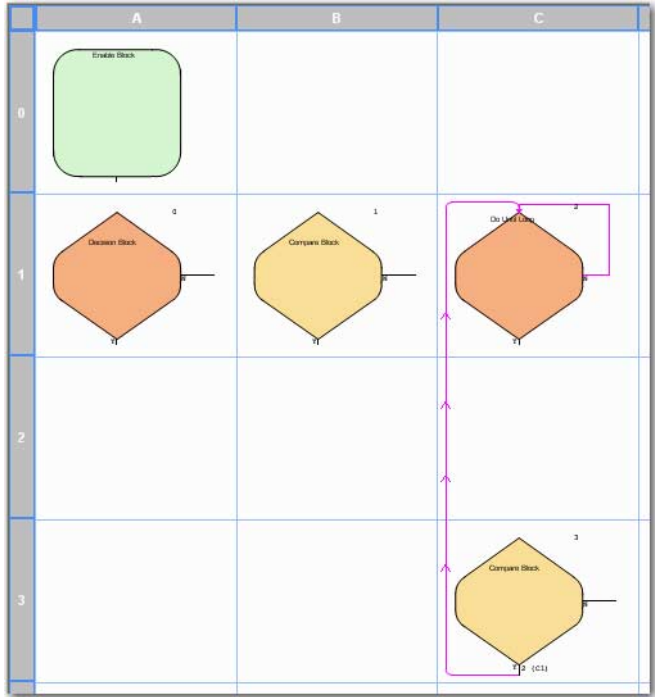 A B C
0
Enable Block
1
0
Decision Block
N
Y
1
Compare Block
N
Y
2
Do Until Loop
N
Y
2
3
3
Compare Block
N
Y 2 (C1)